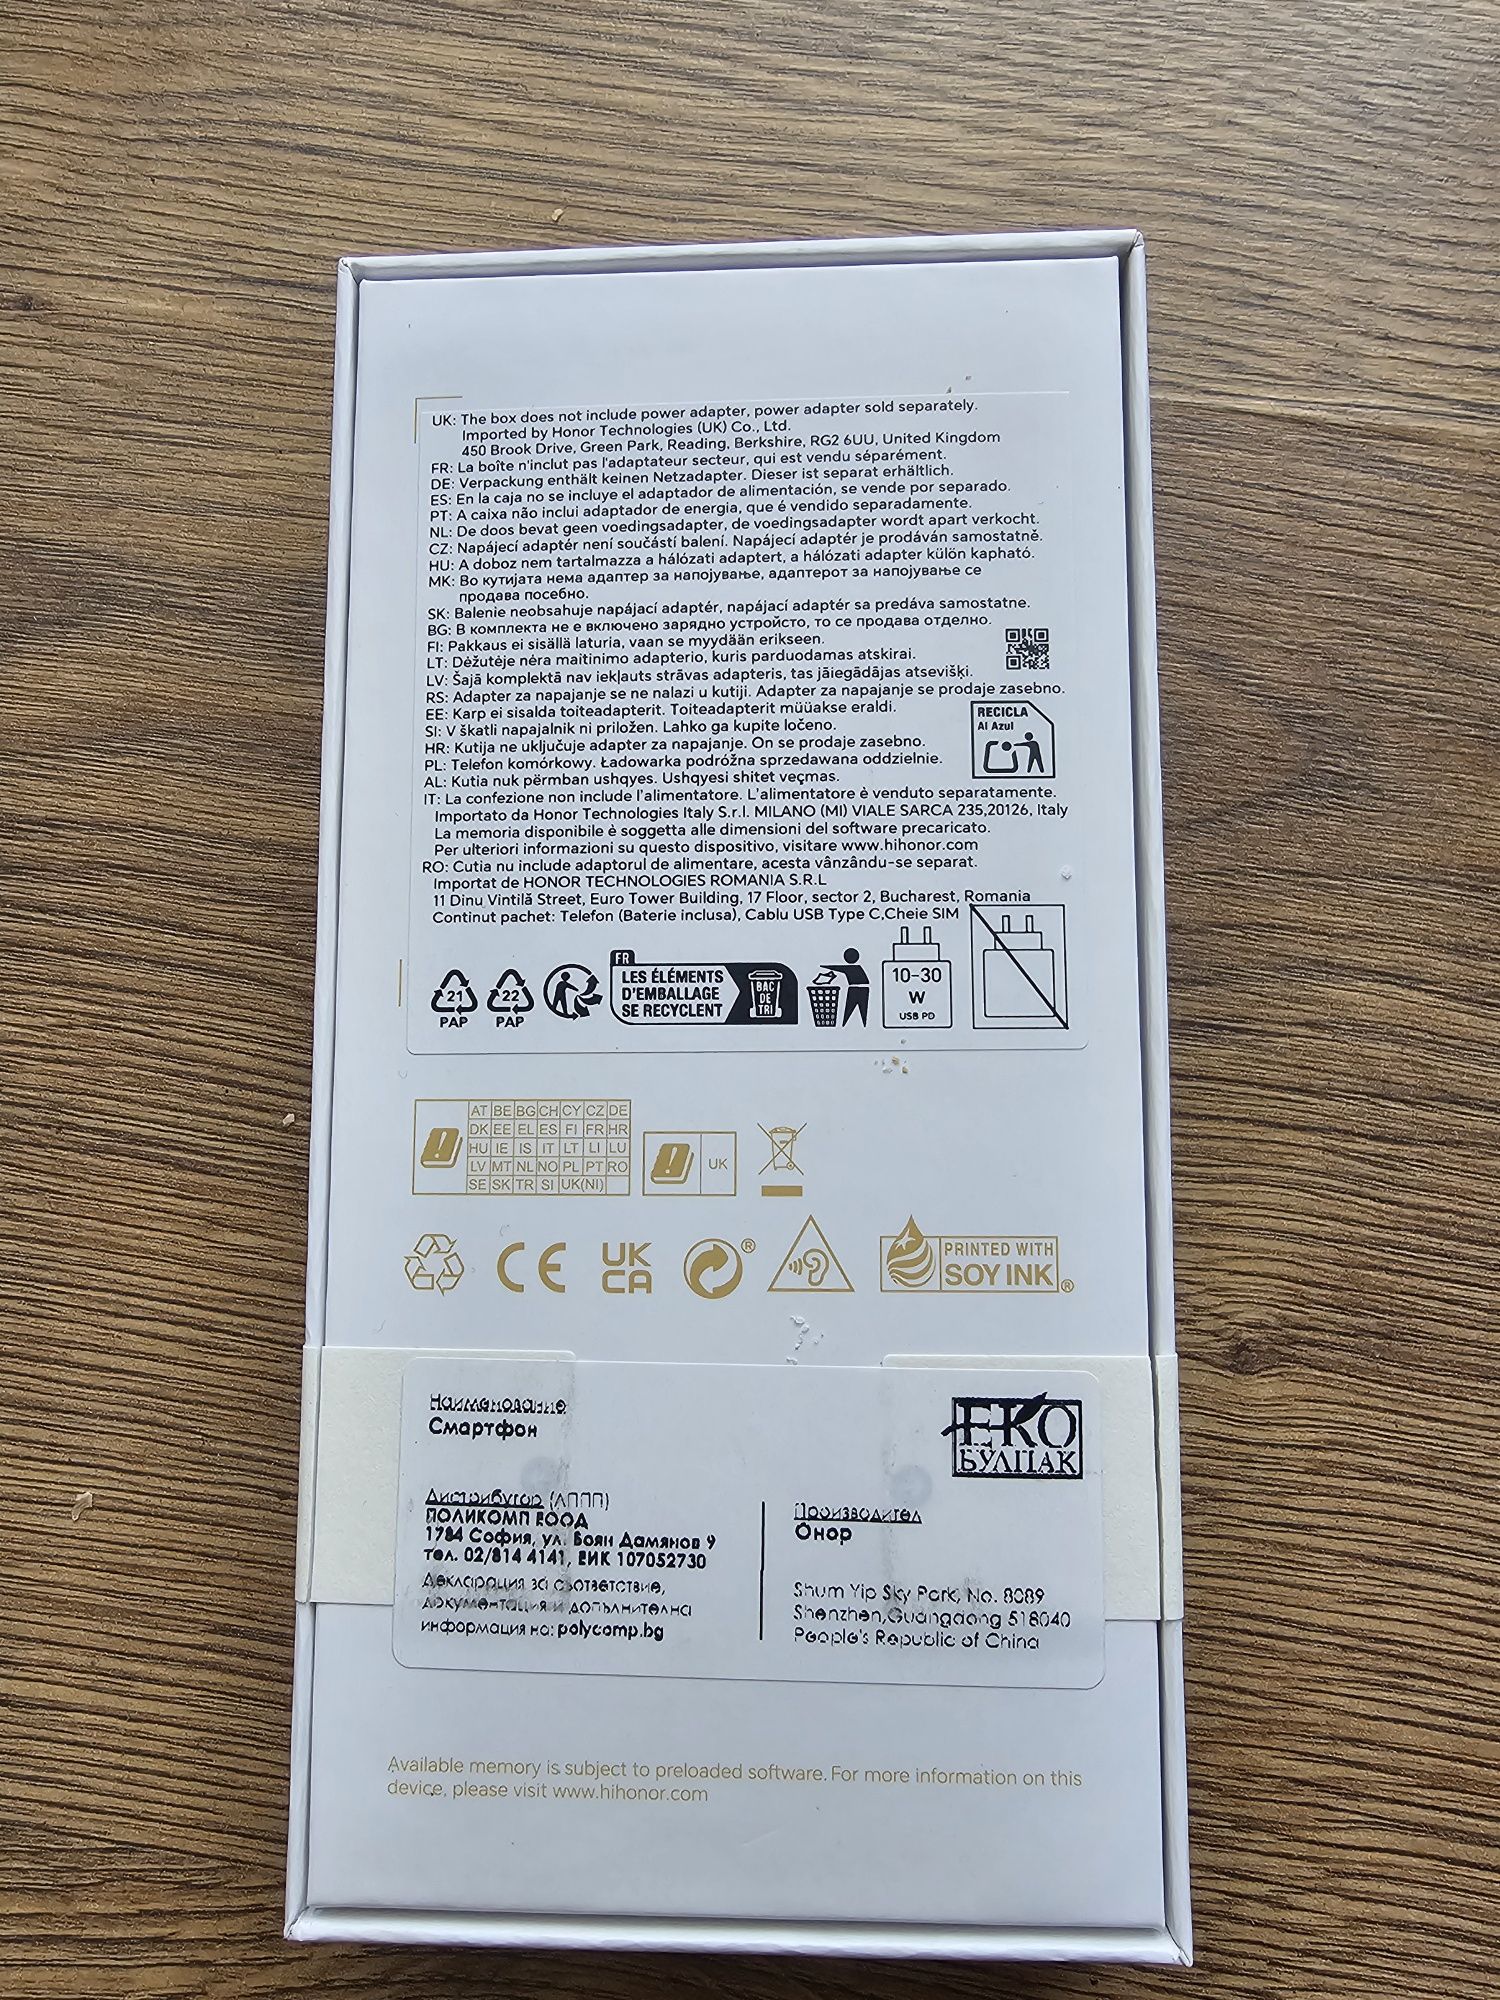 UK: The box does not include power adapter, power adapter sold separately.
Imported by Honor Technologies (UK) Co., Ltd.
450 Brook Drive, Green Park, Reading, Berkshire, RG2 6UU, United Kingdom
FR: La boîte n'inclut pas l'adaptateur secteur, qui est vendu séparément.
DE: Verpackung enthält keinen Netzadapter. Dieser ist separat erhältlich.
ES: En la caja no se incluye el adaptador de alimentación, se vende por separado.
PT: A caixa não inclui adaptador de energia, que é vendido separadamente.
NL: De doos bevat geen voedingsadapter, de voedingsadapter wordt apart verkocht.
CZ: Napájecí adaptér není součástí balení. Napájecí adaptér je prodáván samostatně.
HU: A doboz nem tartalmazza a hálózati adaptert, a hálózati adapter külön kapható.
MK: Во кутијата нема адаптер за напојување, адаптерот за напојување се
продава посебно.
SK: Balenie neobsahuje napájací adaptér, napájací adaptér sa predáva samostatne.
BG: В комплекта не е включено зарядно устройсто, то се продава отделно.
FI: Pakkaus ei sisällä laturia, vaan se myydään erikseen.
LT: Dėžutėje nėra maitinimo adapterio, kuris parduodamas atskirai.
LV: Šajā komplektā nav iekļauts strāvas adapteris, tas jāiegādājas atsevišķi.
RS: Adapter za napajanje se ne nalazi u kutiji. Adapter za napajanje se prodaje zasebno.
EE: Karp ei sisalda toiteadapterit. Toiteadapterit müüakse eraldi.
SI: V škatli napajalnik ni priložen. Lahko ga kupite ločeno.
HR: Kutija ne uključuje adapter za napajanje. On se prodaje zasebno.
PL: Telefon komórkowy. Ładowarka podróżna sprzedawana oddzielnie.
AL: Kutia nuk përmban ushqyes. Ushqyesi shitet veçmas.
RECICLA
Al Azul
IT: La confezione non include l'alimentatore. L'alimentatore è venduto separatamente.
Importato da Honor Technologies Italy S.r.l. MILANO (MI) VIALE SARCA 235,20126, Italy
La memoria disponibile è soggetta alle dimensioni del software precaricato.
Per ulteriori informazioni su questo dispositivo, visitare www.hihonor.com
RO: Cutia nu include adaptorul de alimentare, acesta vânzându-se separat.
Importat de HONOR TECHNOLOGIES ROMANIA S.R.L
11 Dinu Vintilă Street, Euro Tower Building, 17 Floor, sector 2, Bucharest, Romania
Continut pachet: Telefon (Baterie inclusa), Cablu USB Type C,Cheie SIM
21
PAP
22
PAP
FR
LES ÉLÉMENTS
D'EMBALLAGE
SE RECYCLENT
BAC
DE
TRI
10-30
W
USB PD
AT BE BG CH CY CZ DE
DK EE EL ES FI FR HR
HU IE IS IT LT LI LU
LV MT NL NO PL PT RO
SE SK TR SI UK(NI)
UK
CE
UK
CA
®
PRINTED WITH
SOY INK®
Наименование
Смартфон
ЕКО
БУЛПАК
Дистрибутор (ЛППП)
ПОЛИКОМП ЕООД
1784 София, ул. Боян Дамянов 9
тел. 02/814 4141, ЕИК 107052730
Декларация за съответствие,
документация и допълнителна
информация на: polycomp.bg
Производител
Онор
Shum Yip Sky Park, No. 8089
Shenzhen,Guangdong 518040
People's Republic of China
Available memory is subject to preloaded software. For more information on this
device, please visit www.hihonor.com